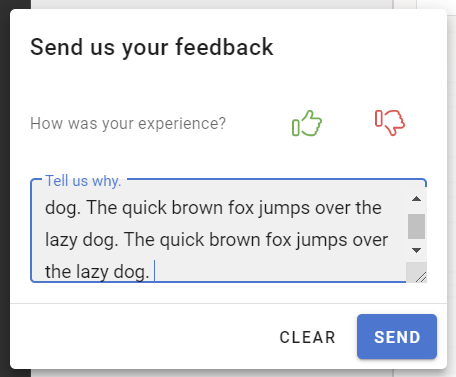 Send us your feedback
How was your experience?
Tell us why.
dog. The quick brown fox jumps over the
lazy dog. The quick brown fox jumps over
the lazy dog.
CLEAR
SEND